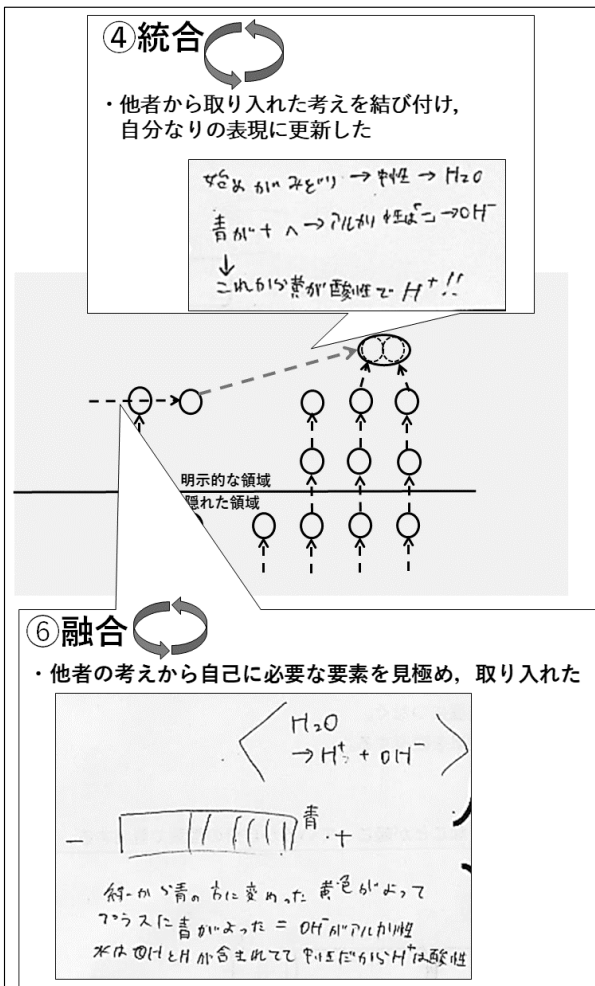 ④統合
・他者から取り入れた考えを結び付け，
自分なりの表現に更新した
始めがみどり→中性→H₂O
青が+へ→アルカリ性ぽこ→OH⁻
↓
これから黄が酸性でH⁺!!
明示的な領域
隠れた領域
⑥融合
・他者の考えから自己に必要な要素を見極め，取り入れた
H₂O
→H⁺ + OH⁻
青
− +
から青の方に変わった 黄色がよって
プラスに青がよった = OH⁻がアルカリ性
水はOHとHが含まれてて中性だからH⁺は酸性